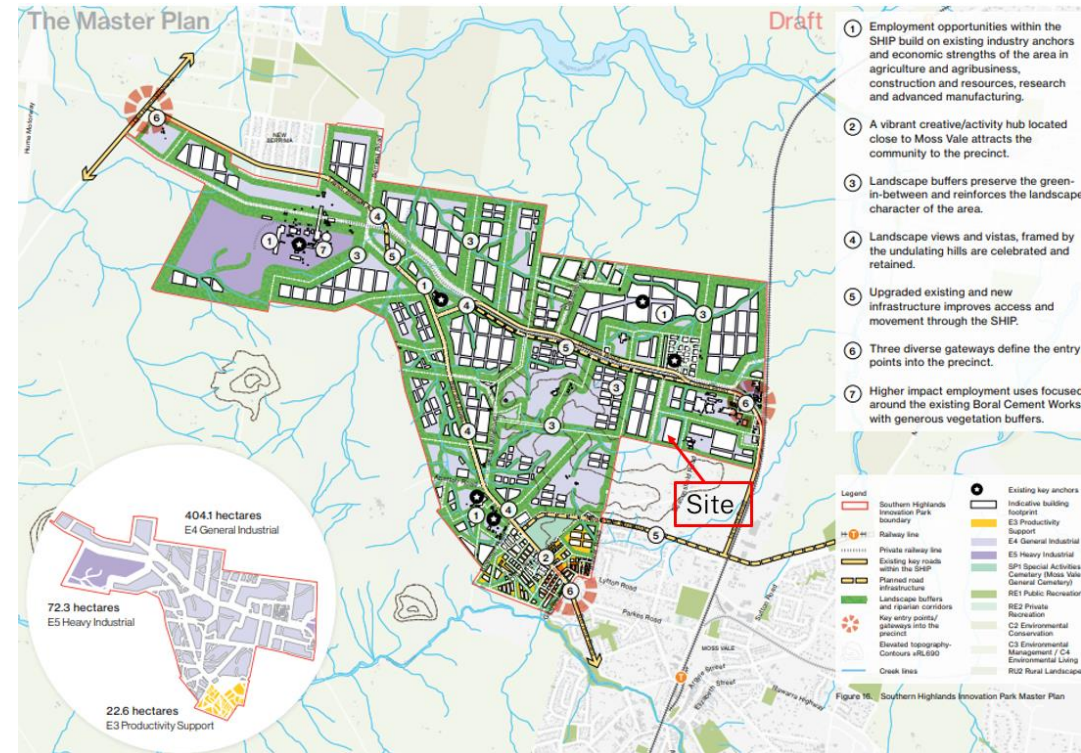 The Master Plan
Draft
Hume Motorway
NEW
BERRIMA
Site
Lytton Road
Parkes Road
MOSS VALE
Suttor Road
Arthur Street
Elizabeth Street
Illawarra Highway
404.1 hectares
E4 General Industrial
72.3 hectares
E5 Heavy Industrial
22.6 hectares
E3 Productivity Support
1 Employment opportunities within the
SHIP build on existing industry anchors
and economic strengths of the area in
agriculture and agribusiness,
construction and resources, research
and advanced manufacturing.
2 A vibrant creative/activity hub located
close to Moss Vale attracts the
community to the precinct.
3 Landscape buffers preserve the green-
in-between and reinforces the landscape
character of the area.
4 Landscape views and vistas, framed by
the undulating hills are celebrated and
retained.
5 Upgraded existing and new
infrastructure improves access and
movement through the SHIP.
6 Three diverse gateways define the entry
points into the precinct.
7 Higher impact employment uses focused
around the existing Boral Cement Works
with generous vegetation buffers.
Legend
Southern Highlands
Innovation Park
boundary
Railway line
Private railway line
Existing key roads
within the SHIP
Planned road
infrastructure
Landscape buffers
and riparian corridors
Key entry points/
gateways into the
precinct
Elevated topography-
Contours ≥RL690
Creek lines
Existing key anchors
Indicative building
footprint
E3 Productivity
Support
E4 General Industrial
E5 Heavy Industrial
SP1 Special Activities
Cemetery (Moss Vale
General Cemetery)
RE1 Public Recreation
RE2 Private
Recreation
C2 Environmental
Conservation
C3 Environmental
Management / C4
Environmental Living
RU2 Rural Landscape
Figure 16. Southern Highlands Innovation Park Master Plan